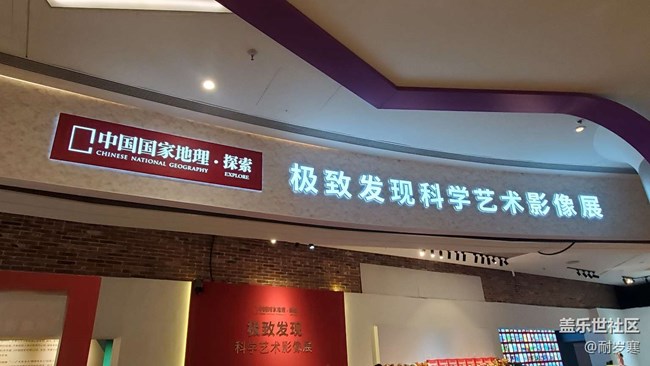 中国国家地理·探索
CHINESE NATIONAL GEOGRAPHY EXPLORE
极致发现科学艺术影像展
极致发现
科学艺术影像展
盖乐世社区
@耐岁寒